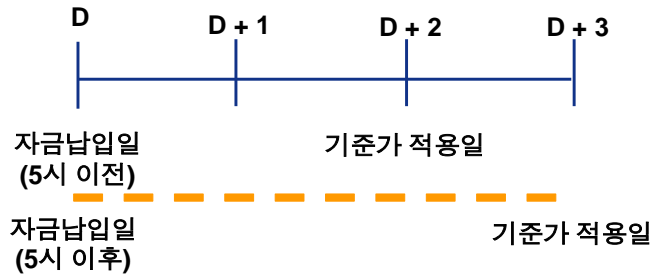 D
D + 1
D + 2
D + 3
자금납입일
(5시 이전)
기준가 적용일
자금납입일
(5시 이후)
기준가 적용일